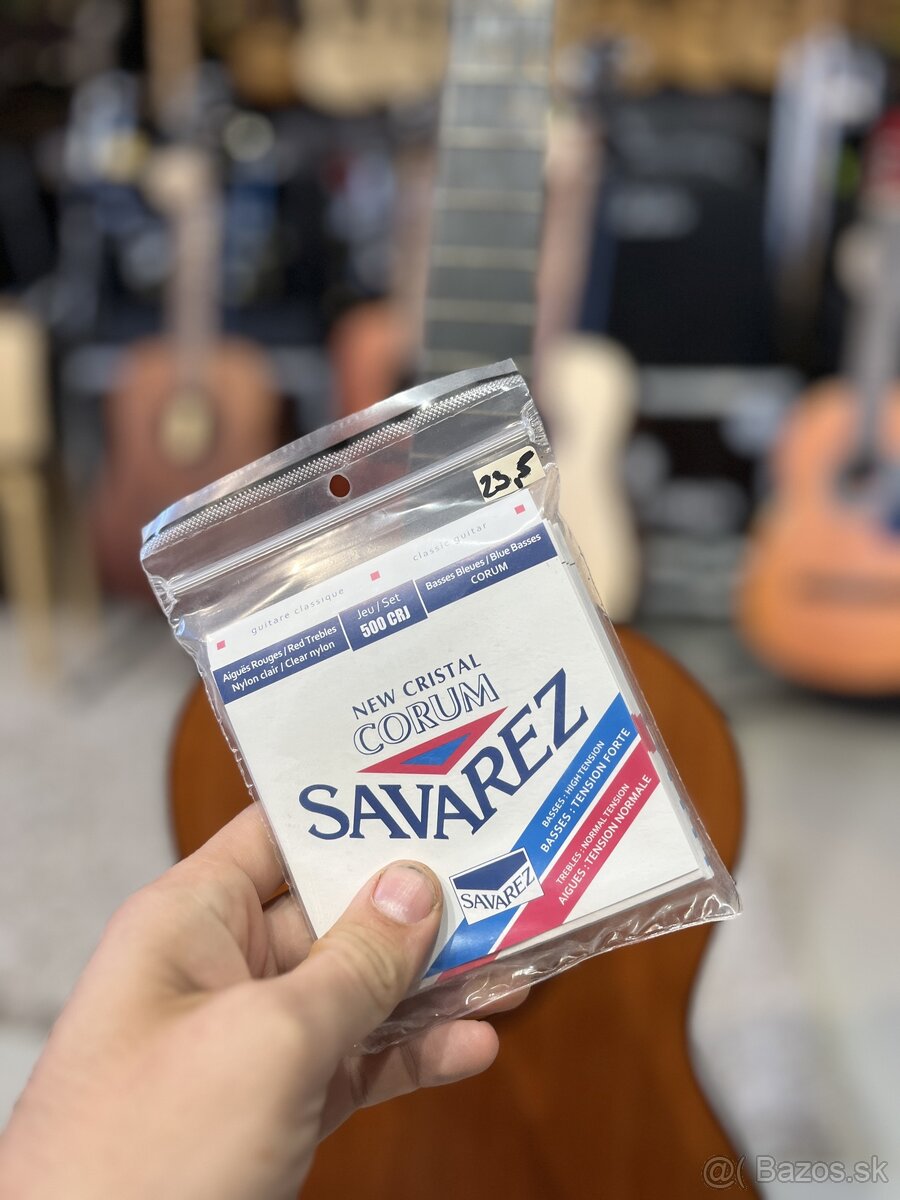 23,5
guitare classique classic guitar
Aiguës Rouges / Red Trebles
Nylon clair / Clear nylon
Jeu / Set
500 CRJ
Basses Bleues / Blue Basses
CORUM
NEW CRISTAL
CORUM
SAVAREZ
BASSES : HIGH TENSION
BASSES : TENSION FORTE
TREBLES : NORMAL TENSION
AIGUES : TENSION NORMALE
SAVAREZ
@( Bazos.sk